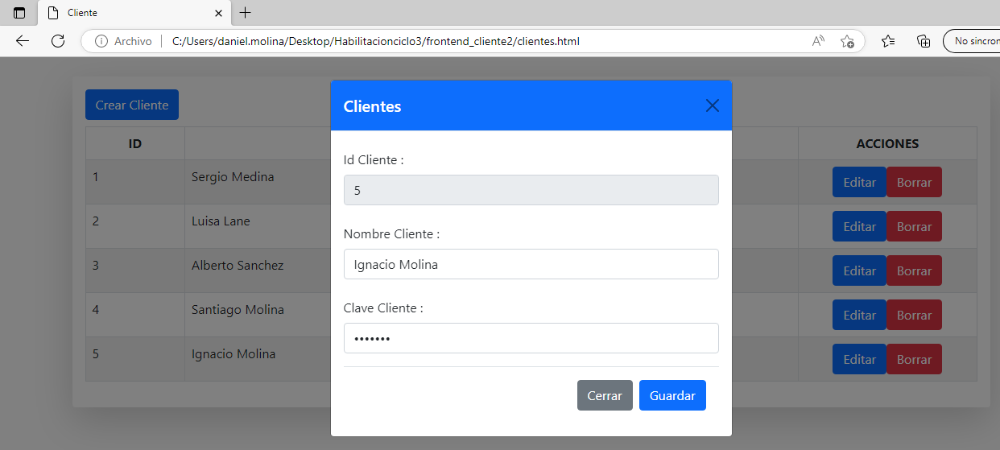 Cliente
Archivo
C:/Users/daniel.molina/Desktop/Habilitacionciclo3/frontend_cliente2/clientes.html
No sincron
Crear Cliente
Clientes
ID
ACCIONES
Id Cliente :
1
Sergio Medina
Editar
Borrar
5
2
Luisa Lane
Editar
Borrar
Nombre Cliente :
3
Alberto Sanchez
Editar
Borrar
Ignacio Molina
4
Santiago Molina
Editar
Borrar
Clave Cliente :
•••••••
5
Ignacio Molina
Editar
Borrar
Cerrar
Guardar